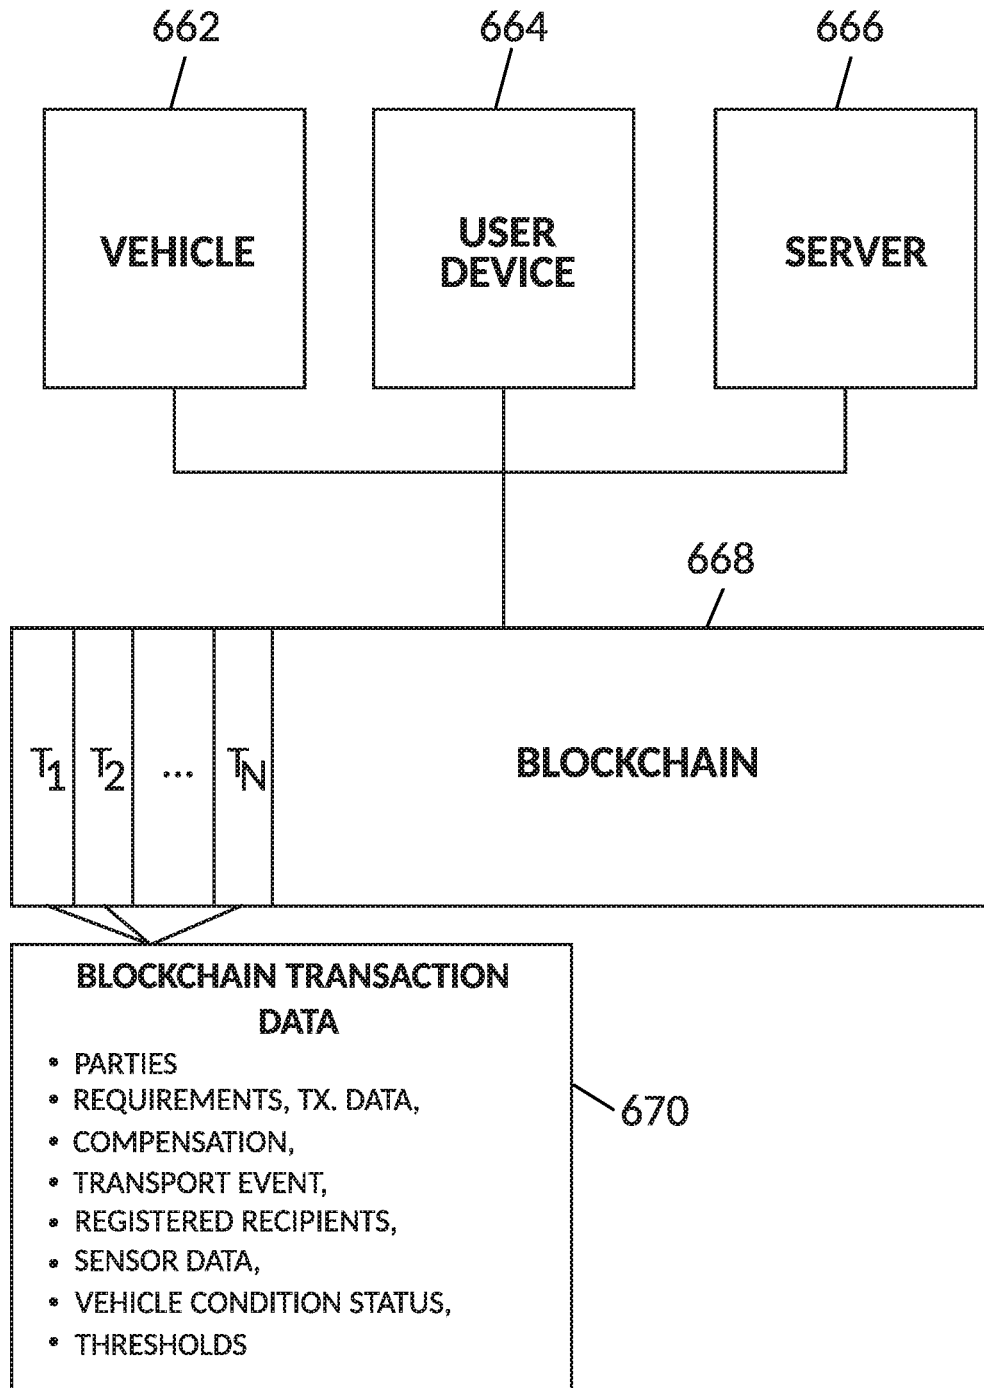 662 664 666
VEHICLE USER DEVICE SERVER
668
T1 T2 ... TN BLOCKCHAIN
BLOCKCHAIN TRANSACTION
DATA
• PARTIES
• REQUIREMENTS, TX. DATA,
670
• COMPENSATION,
• TRANSPORT EVENT,
• REGISTERED RECIPIENTS,
• SENSOR DATA,
• VEHICLE CONDITION STATUS,
• THRESHOLDS